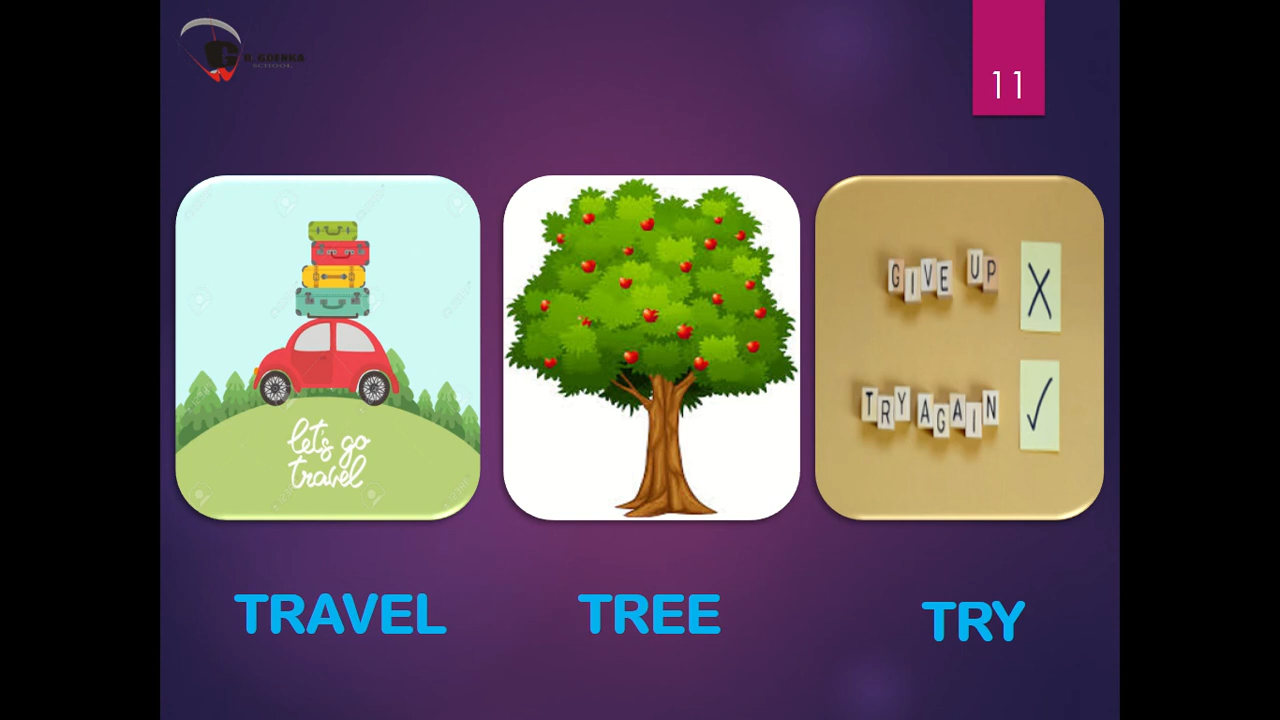 11
let's go
travel
GIVE UP X
TRY AGAIN ✓
TRAVEL
TREE
TRY